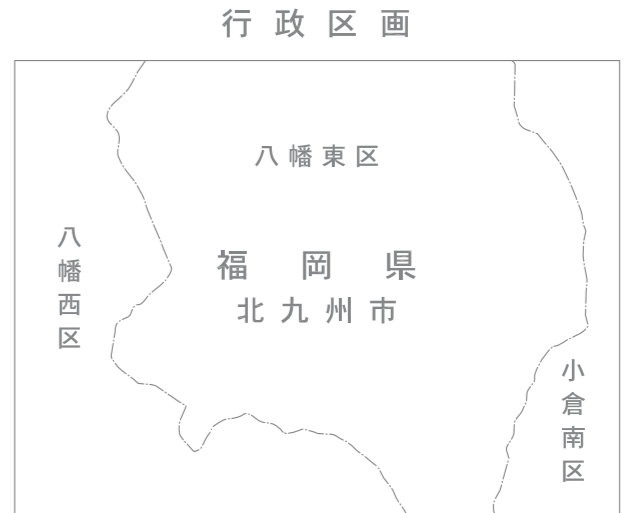 行政区画
八幡東区
八幡西区
福岡県
北九州市
小倉南区